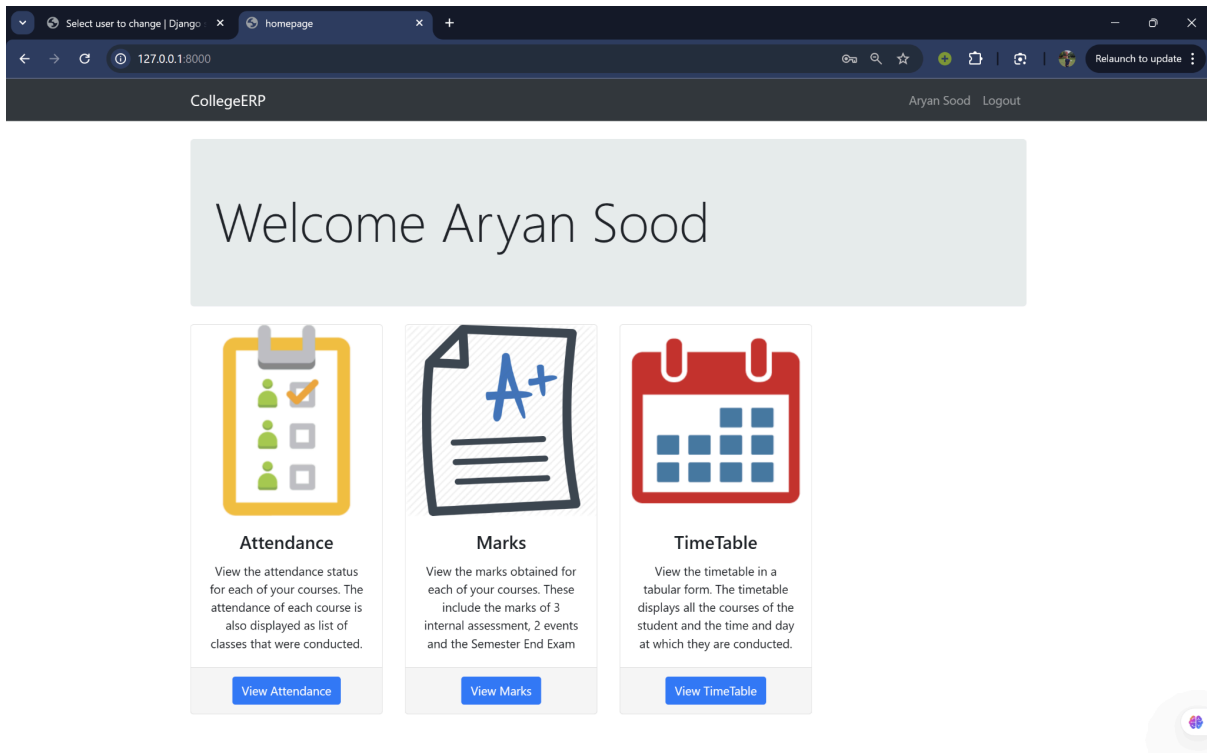 Select user to change | Django
homepage
127.0.0.1:8000
Relaunch to update
CollegeERP
Aryan Sood
Logout
Welcome Aryan Sood
A+
Attendance
View the attendance status
for each of your courses. The
attendance of each course is
also displayed as list of
classes that were conducted.
View Attendance
Marks
View the marks obtained for
each of your courses. These
include the marks of 3
internal assessment, 2 events
and the Semester End Exam
View Marks
TimeTable
View the timetable in a
tabular form. The timetable
displays all the courses of the
student and the time and day
at which they are conducted.
View TimeTable